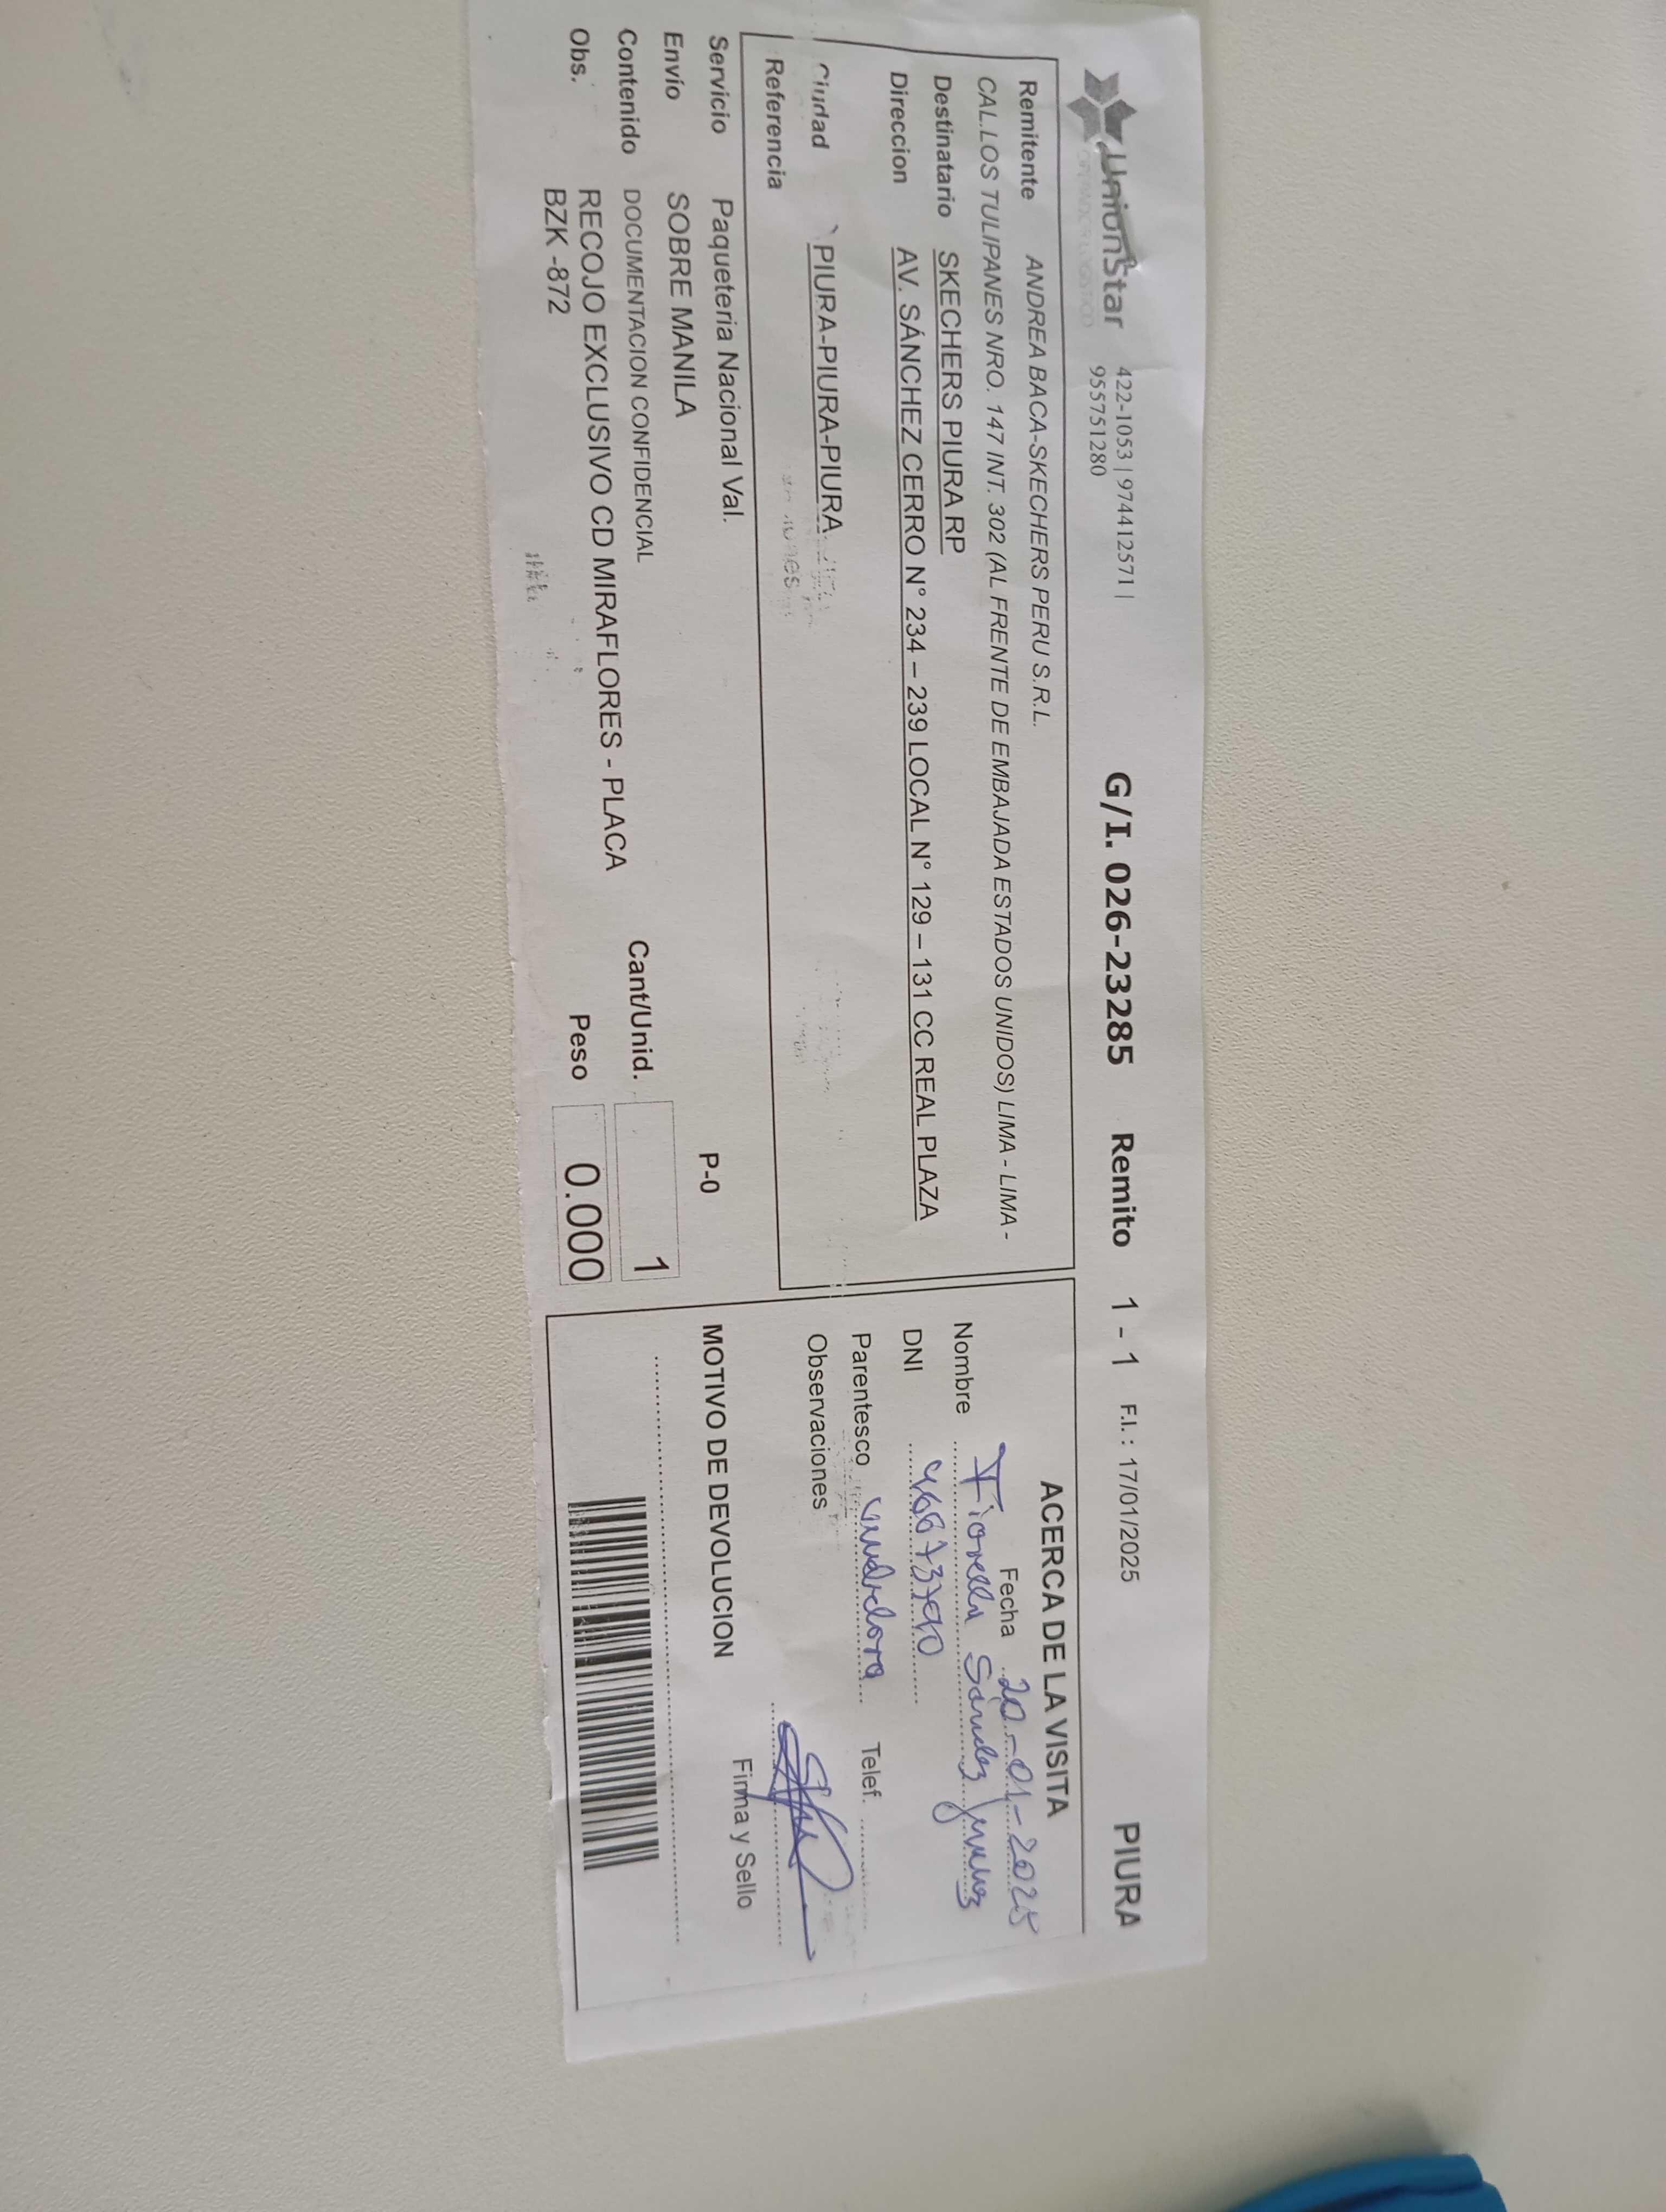 UnionStar
OPERADOR LOGISTICO
422-1053 | 974412571 |
955751280
G/I. 026-23285 Remito 1 - 1 F.I. : 17/01/2025 PIURA
Remitente ANDREA BACA-SKECHERS PERU S.R.L.
CAL.LOS TULIPANES NRO. 147 INT. 302 (AL FRENTE DE EMBAJADA ESTADOS UNIDOS) LIMA - LIMA -
Destinatario SKECHERS PIURA RP
Direccion AV. SÁNCHEZ CERRO N° 234 – 239 LOCAL N° 129 – 131 CC REAL PLAZA
Ciudad PIURA-PIURA-PIURA
Referencia
Servicio Paqueteria Nacional Val. P-0
Envío SOBRE MANILA
Contenido DOCUMENTACION CONFIDENCIAL Cant/Unid. 1
Obs. RECOJO EXCLUSIVO CD MIRAFLORES - PLACA
BZK -872
Peso 0.000
ACERCA DE LA VISITA
Fecha 20-01-2025
Nombre Fiorella
DNI 46673790
Parentesco Telef.
Observaciones
Firma y Sello
MOTIVO DE DEVOLUCION